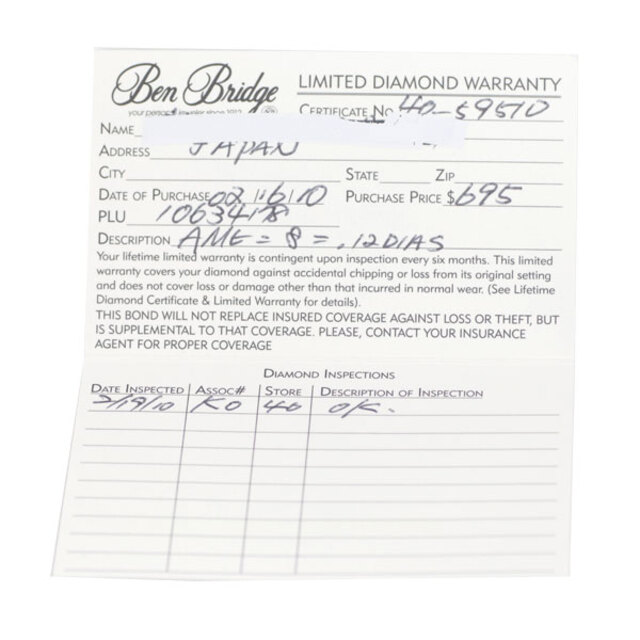 Ben Bridge
your personal jeweler since 1912
LIMITED DIAMOND WARRANTY
CERTIFICATE NO 40-59570
NAME
ADDRESS JAPAN
CITY STATE ZIP
DATE OF PURCHASE 02/16/10 PURCHASE PRICE $695
PLU 10634178
DESCRIPTION AME = 8 = .12DIAS
Your lifetime limited warranty is contingent upon inspection every six months. This limited
warranty covers your diamond against accidental chipping or loss from its original setting
and does not cover loss or damage other than that incurred in normal wear. (See Lifetime
Diamond Certificate & Limited Warranty for details).
THIS BOND WILL NOT REPLACE INSURED COVERAGE AGAINST LOSS OR THEFT, BUT
IS SUPPLEMENTAL TO THAT COVERAGE. PLEASE, CONTACT YOUR INSURANCE
AGENT FOR PROPER COVERAGE
DIAMOND INSPECTIONS
DATE INSPECTED ASSOC# STORE DESCRIPTION OF INSPECTION
2/19/10 KO 40 O/K.